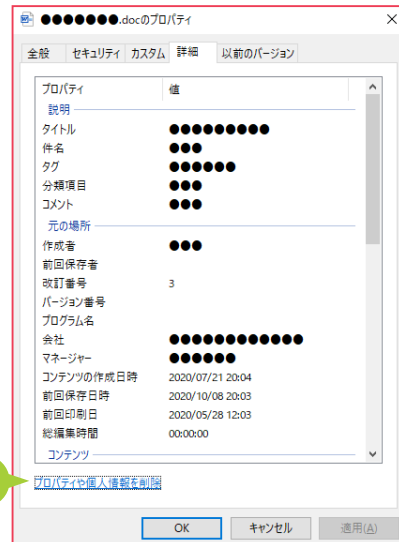 ●●●●●●●.docのプロパティ
全般 セキュリティ カスタム 詳細 以前のバージョン
プロパティ 値
説明
タイトル ●●●●●●●●●
件名 ●●●
タグ ●●●●●●
分類項目 ●●●
コメント ●●●
元の場所
作成者 ●●●
前回保存者
改訂番号 3
バージョン番号
プログラム名
会社 ●●●●●●●●●●●●
マネージャー ●●●●●●
コンテンツの作成日時 2020/07/21 20:04
前回保存日時 2020/10/08 20:03
前回印刷日 2020/05/28 12:03
総編集時間 00:00:00
コンテンツ
プロパティや個人情報を削除
OK キャンセル 適用(A)